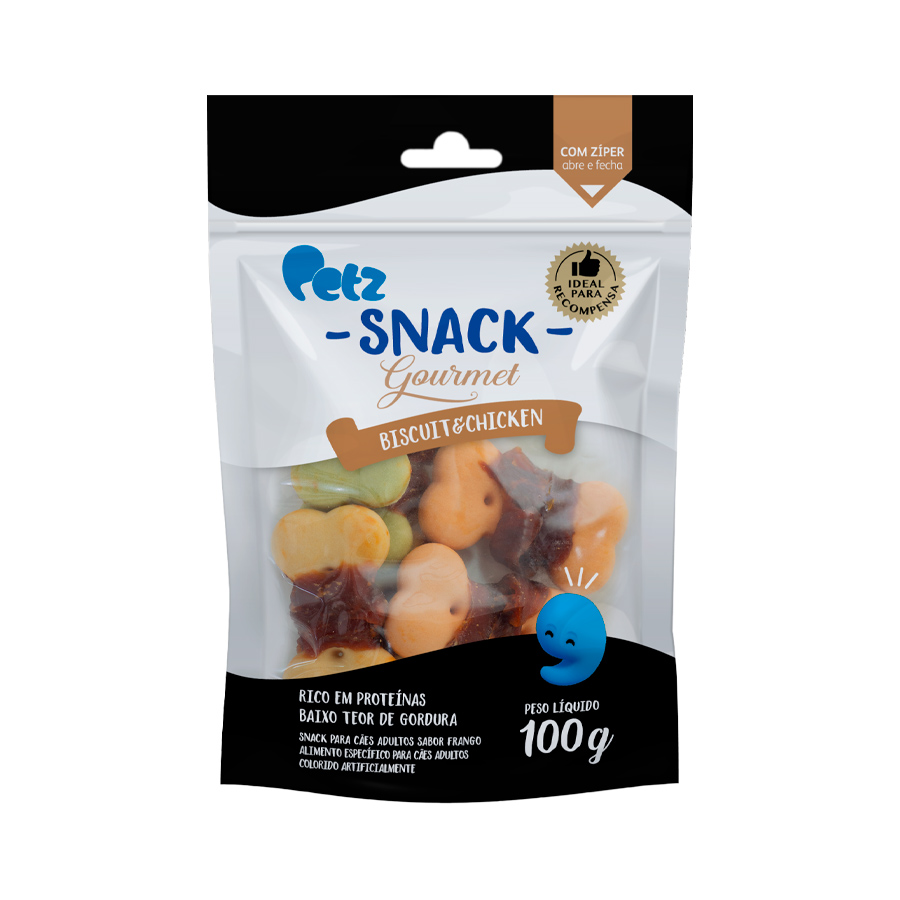 COM ZÍPER
abre e fecha
Petz
IDEAL
PARA
RECOMPENSA
-SNACK-
Gourmet
BISCUIT&CHICKEN
RICO EM PROTEÍNAS
BAIXO TEOR DE GORDURA
SNACK PARA CÃES ADULTOS SABOR FRANGO
ALIMENTO ESPECÍFICO PARA CÃES ADULTOS
COLORIDO ARTIFICIALMENTE
PESO LÍQUIDO
100g